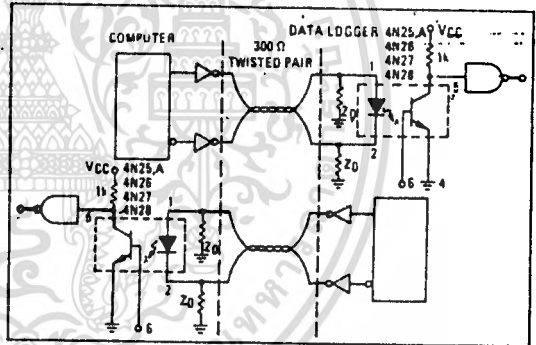 COMPUTER
300 Ω
TWISTED PAIR
DATA LOGGER
4N25,A
4N26
4N27
4N28
VCC
1k
ZO
1
2
6
4
VCC
1k
4N25,A
4N26
4N27
4N28
1
2
ZO
ZO
6